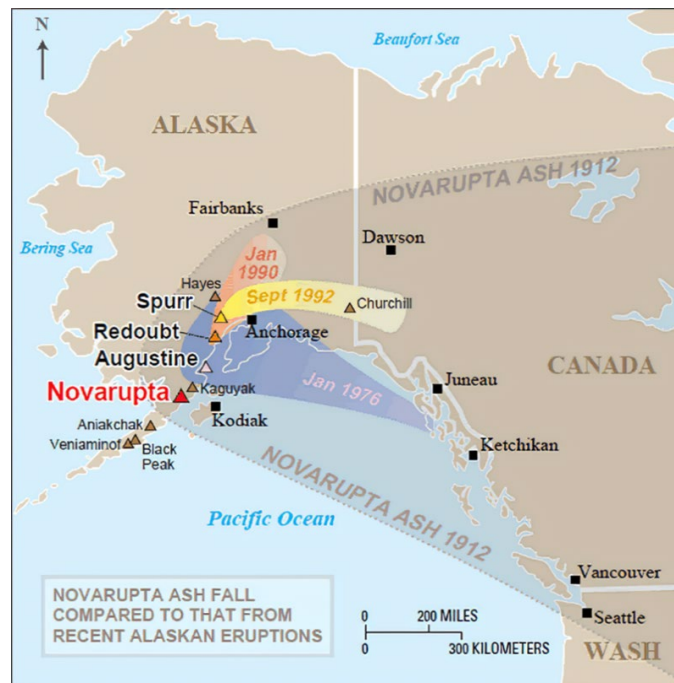 N
Beaufort Sea
ALASKA
NOVARUPTA ASH 1912
Fairbanks
Dawson
Bering Sea
Jan
1990
Hayes
Sept 1992
Churchill
Spurr
Redoubt
Anchorage
Augustine
CANADA
Novarupta
Kaguyak
Jan 1976
Juneau
Kodiak
Aniakchak
Veniaminof
Black
Peak
Ketchikan
NOVARUPTA ASH 1912
Pacific Ocean
Vancouver
NOVARUPTA ASH FALL
COMPARED TO THAT FROM
RECENT ALASKAN ERUPTIONS
0 200 MILES
0 300 KILOMETERS
Seattle
WASH